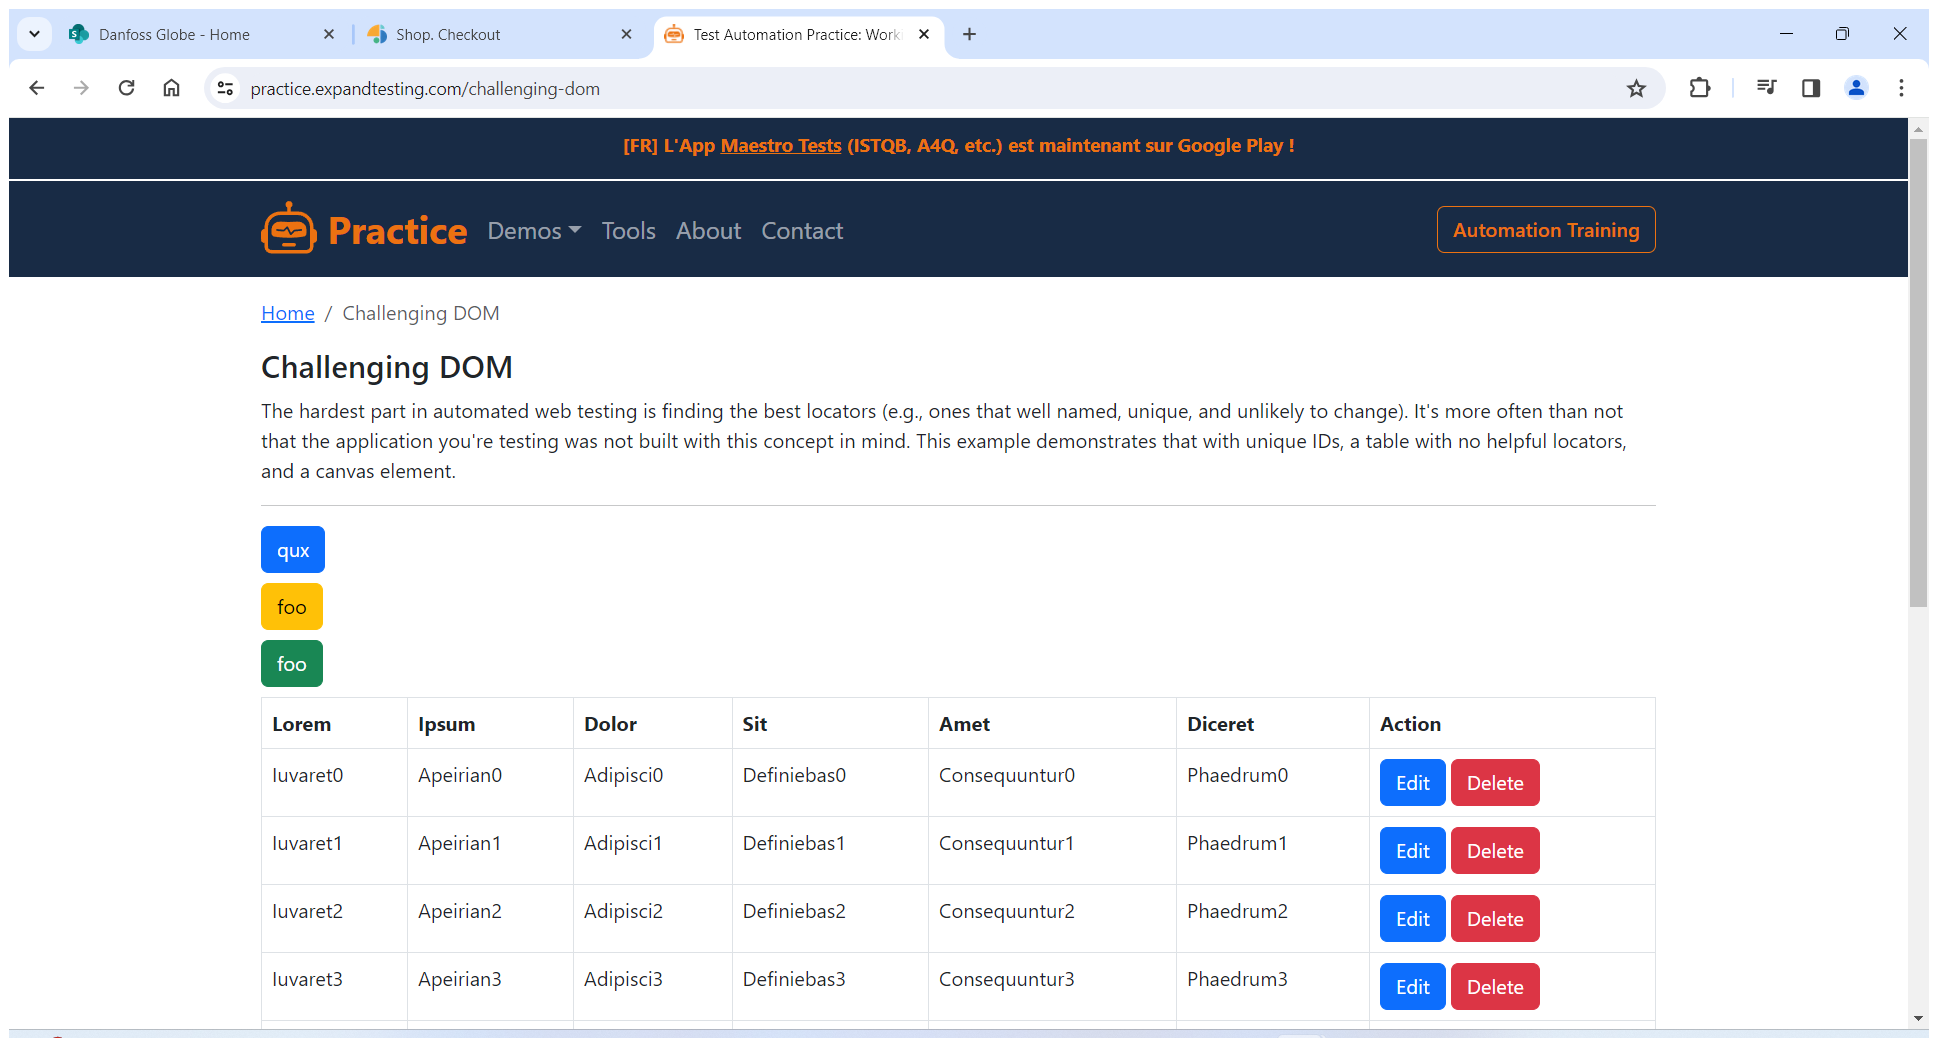 Danfoss Globe - Home
Shop. Checkout
Test Automation Practice: Work
practice.expandtesting.com/challenging-dom
[FR] L'App Maestro Tests (ISTQB, A4Q, etc.) est maintenant sur Google Play !
Practice Demos Tools About Contact Automation Training
Home / Challenging DOM
Challenging DOM
The hardest part in automated web testing is finding the best locators (e.g., ones that well named, unique, and unlikely to change). It's more often than not
that the application you're testing was not built with this concept in mind. This example demonstrates that with unique IDs, a table with no helpful locators,
and a canvas element.
qux
foo
foo
Lorem Ipsum Dolor Sit Amet Diceret Action
Iuvaret0 Apeirian0 Adipisci0 Definiebas0 Consequuntur0 Phaedrum0 Edit Delete
Iuvaret1 Apeirian1 Adipisci1 Definiebas1 Consequuntur1 Phaedrum1 Edit Delete
Iuvaret2 Apeirian2 Adipisci2 Definiebas2 Consequuntur2 Phaedrum2 Edit Delete
Iuvaret3 Apeirian3 Adipisci3 Definiebas3 Consequuntur3 Phaedrum3 Edit Delete